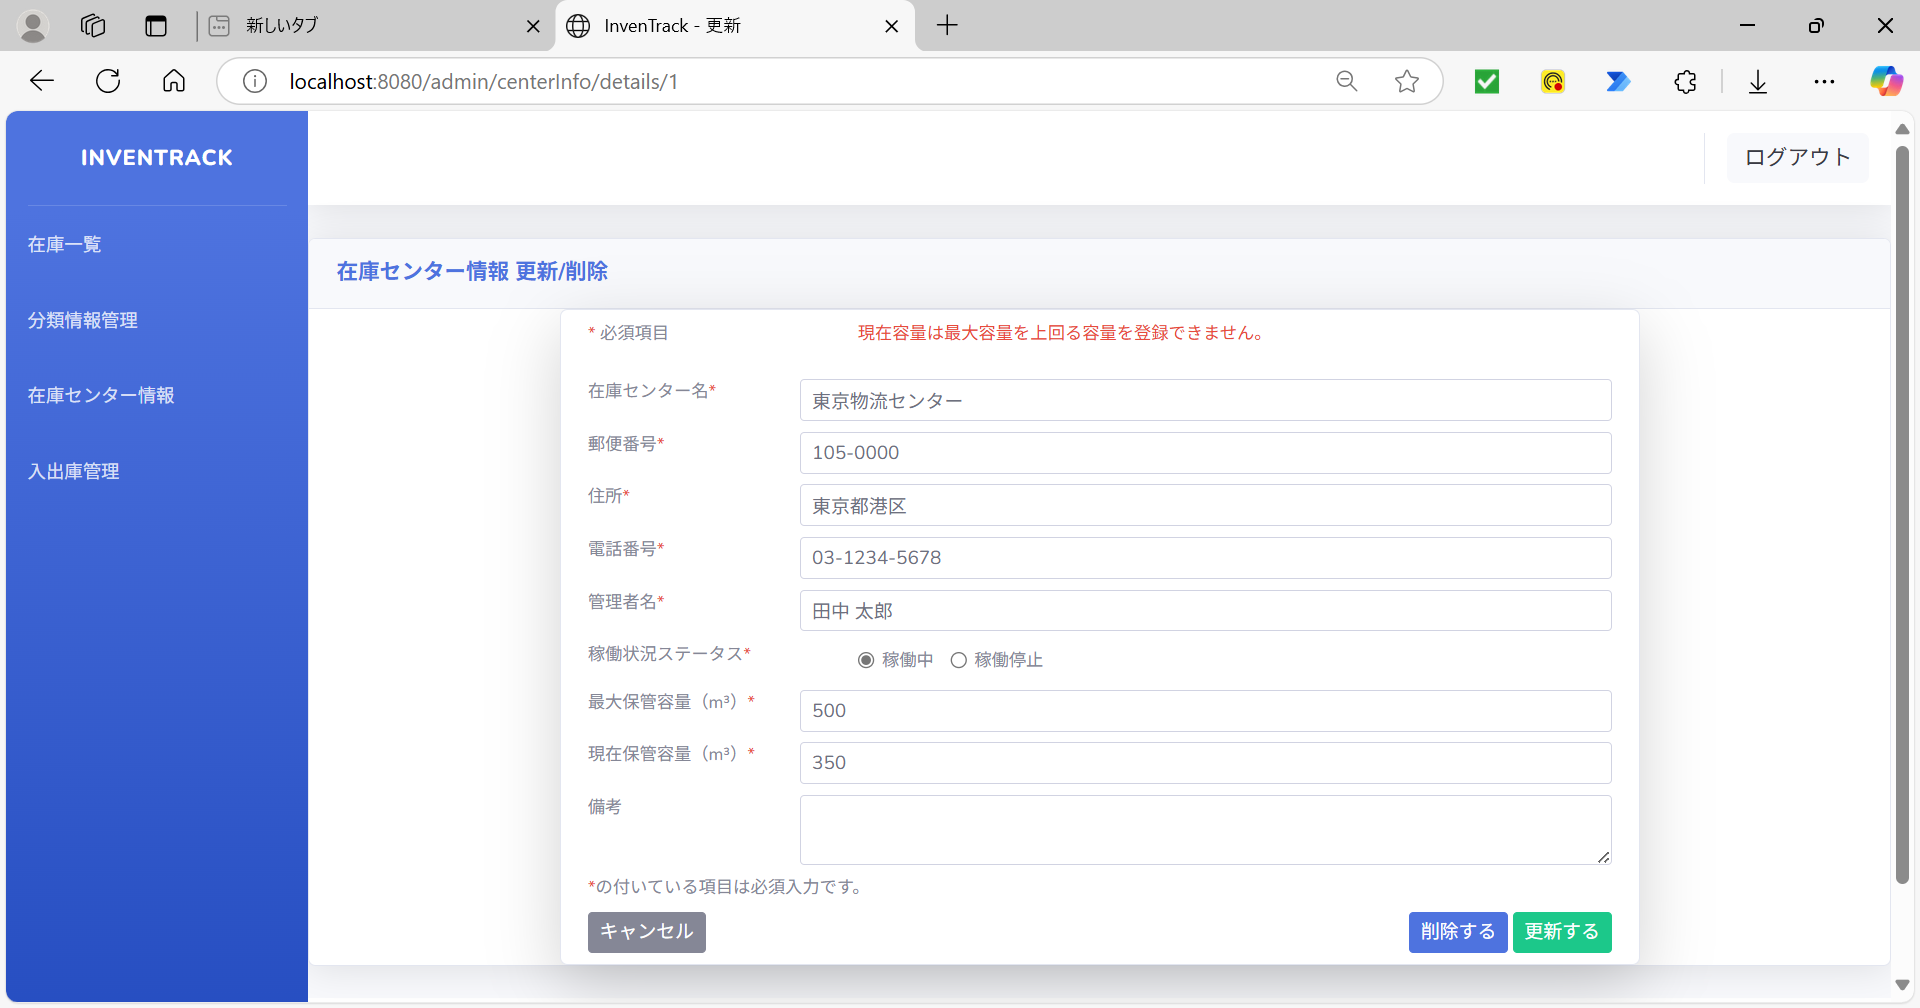 新しいタブ
InvenTrack - 更新
localhost:8080/admin/centerInfo/details/1
INVENTRACK
ログアウト
在庫一覧
分類情報管理
在庫センター情報
入出庫管理
在庫センター情報 更新/削除
* 必須項目
現在容量は最大容量を上回る容量を登録できません。
在庫センター名*
東京物流センター
郵便番号*
105-0000
住所*
東京都港区
電話番号*
03-1234-5678
管理者名*
田中 太郎
稼働状況ステータス*
稼働中 稼働停止
最大保管容量（m³）*
500
現在保管容量（m³）*
350
備考
*の付いている項目は必須入力です。
キャンセル
削除する
更新する